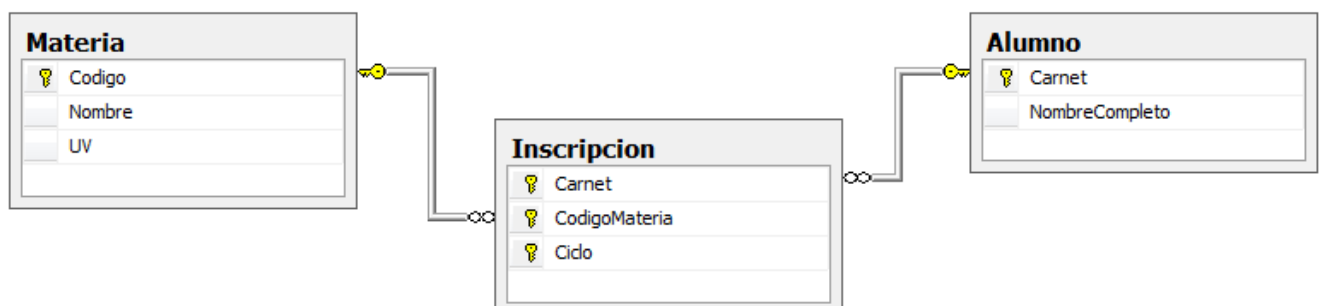 Materia
Codigo
Nombre
UV
Inscripcion
Carnet
CodigoMateria
Ciclo
Alumno
Carnet
NombreCompleto